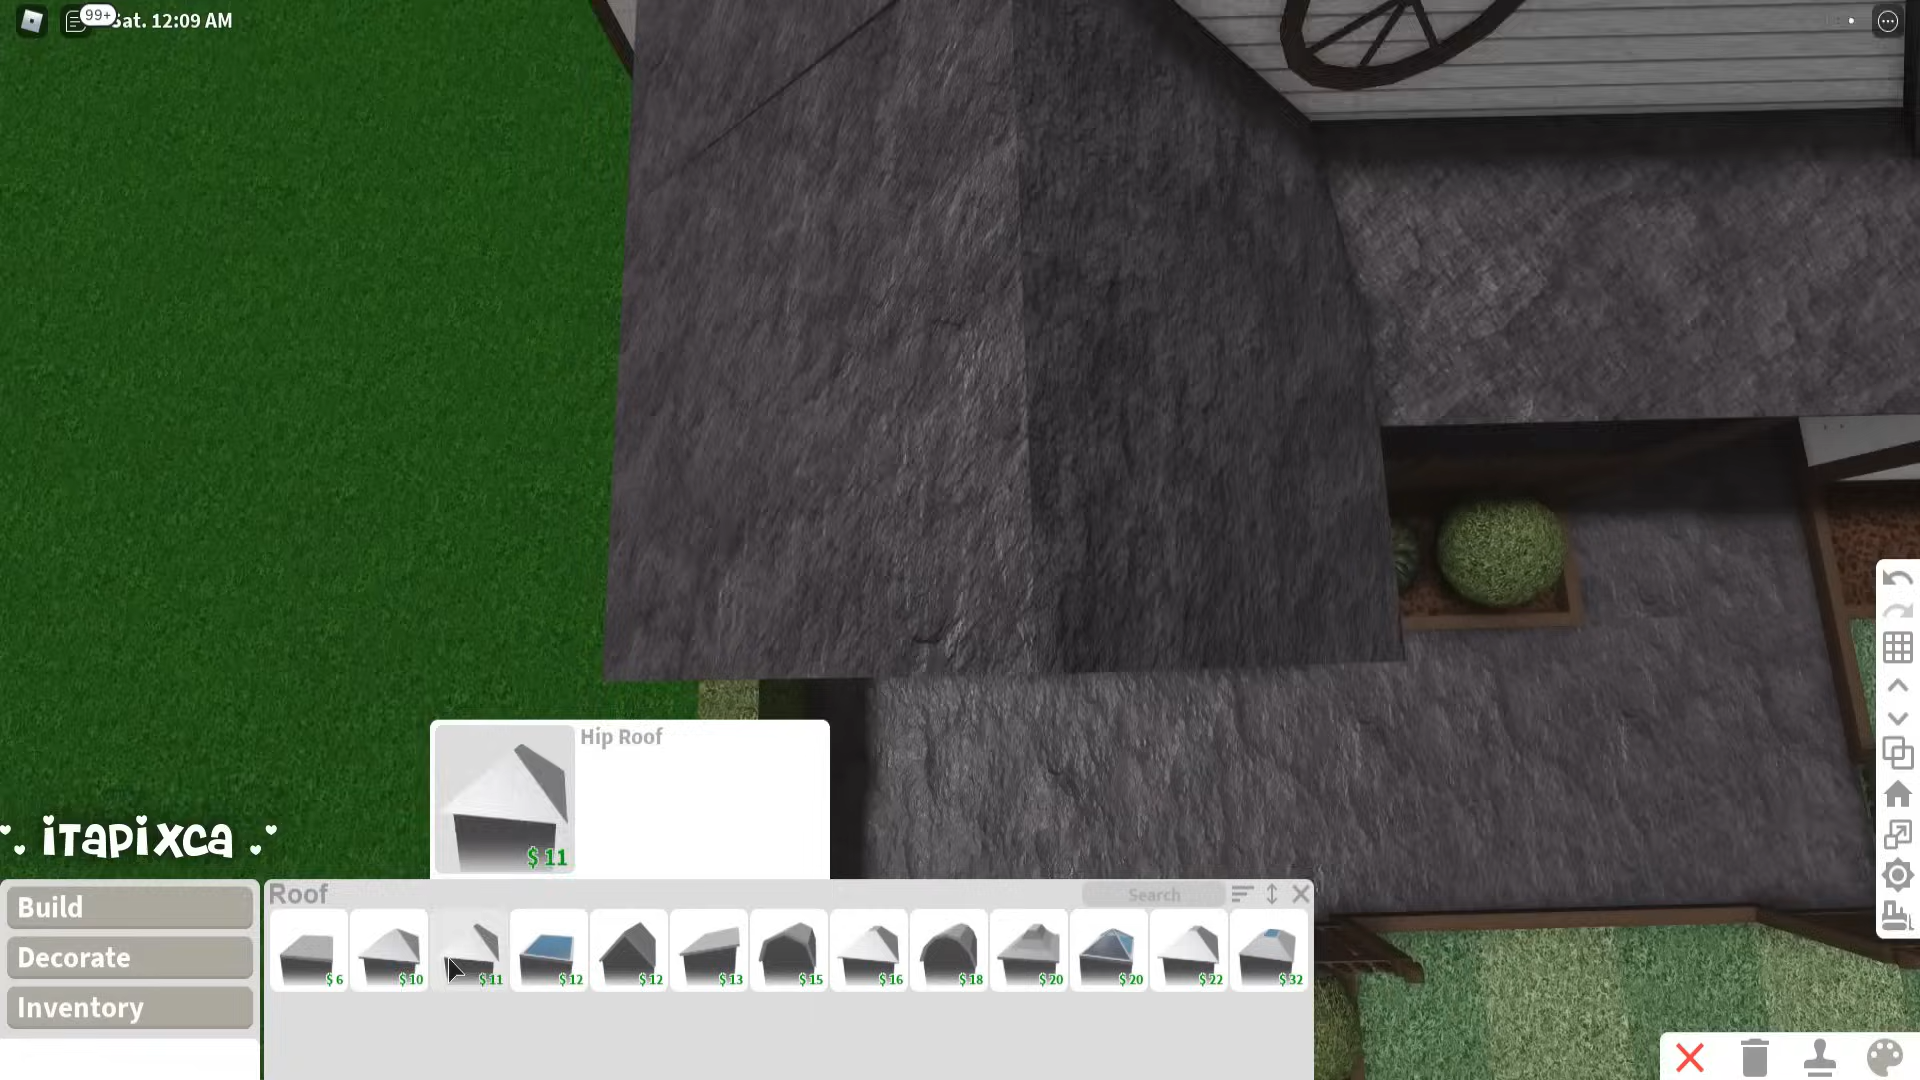 99+
Sat. 12:09 AM
Hip Roof
$ 11
iTAPiXCA
Build
Decorate
Inventory
Roof
Search
$ 6
$ 10
$ 11
$ 12
$ 12
$ 13
$ 15
$ 16
$ 18
$ 20
$ 20
$ 22
$ 32